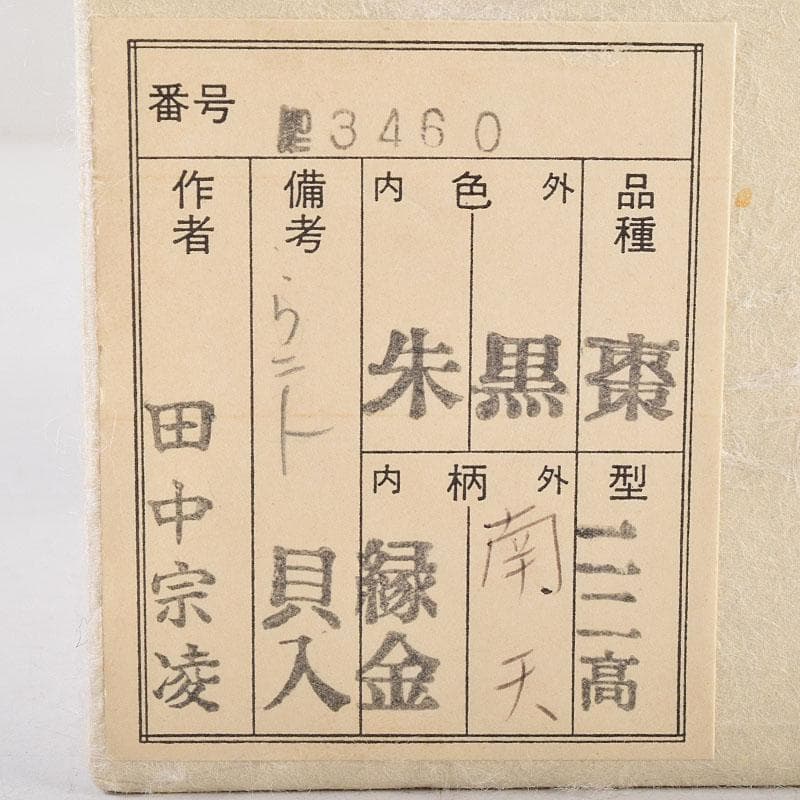 番号 3460
品種
棗
型
高
色
外
黒
内
朱
柄
外
南天
内
縁金
備考
貝入
作者
田中宗凌